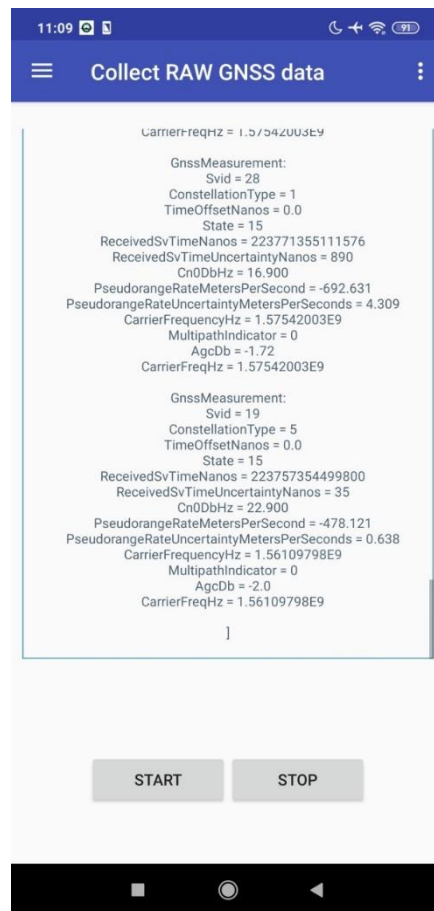 11:09
91
Collect RAW GNSS data
CarrierFreqHz = 1.57542003E9
GnssMeasurement:
Svid = 28
ConstellationType = 1
TimeOffsetNanos = 0.0
State = 15
ReceivedSvTimeNanos = 223771355111576
ReceivedSvTimeUncertaintyNanos = 890
Cn0DbHz = 16.900
PseudorangeRateMetersPerSecond = -692.631
PseudorangeRateUncertaintyMetersPerSeconds = 4.309
CarrierFrequencyHz = 1.57542003E9
MultipathIndicator = 0
AgcDb = -1.72
CarrierFreqHz = 1.57542003E9
GnssMeasurement:
Svid = 19
ConstellationType = 5
TimeOffsetNanos = 0.0
State = 15
ReceivedSvTimeNanos = 223757354499800
ReceivedSvTimeUncertaintyNanos = 35
Cn0DbHz = 22.900
PseudorangeRateMetersPerSecond = -478.121
PseudorangeRateUncertaintyMetersPerSeconds = 0.638
CarrierFrequencyHz = 1.56109798E9
MultipathIndicator = 0
AgcDb = -2.0
CarrierFreqHz = 1.56109798E9
]
START STOP